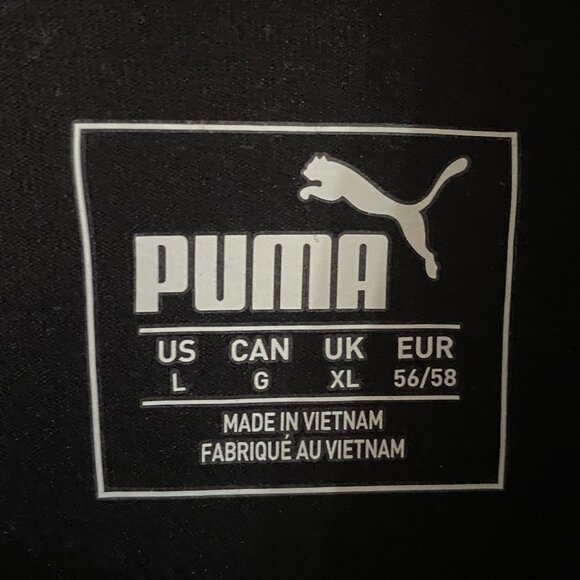 PUMA
US CAN UK EUR
L G XL 56/58
MADE IN VIETNAM
FABRIQUÉ AU VIETNAM